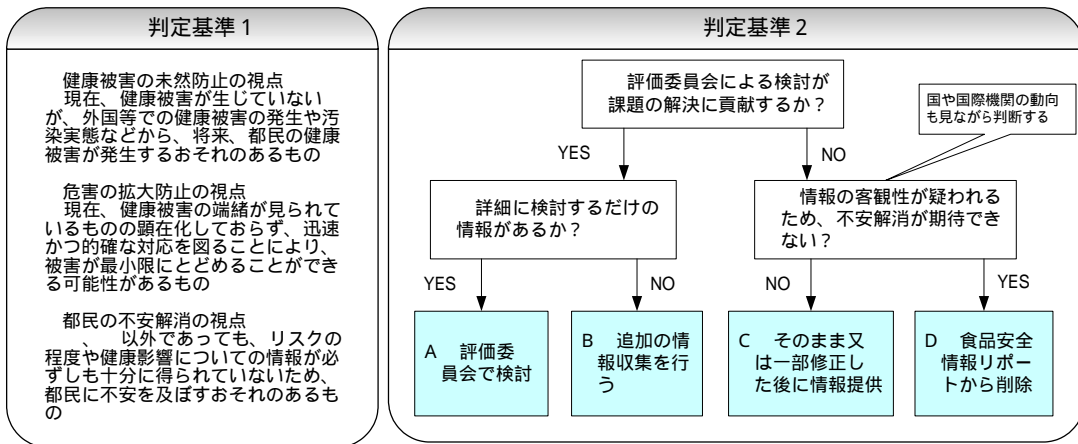 判定基準1
健康被害の未然防止の視点
現在、健康被害が生じていない
が、外国等での健康被害の発生や汚
染実態などから、将来、都民の健康
被害が発生するおそれのあるもの
危害の拡大防止の視点
現在、健康被害の端緒が見られて
いるものの顕在化しておらず、迅速
かつ的確な対応を図ることにより、
被害が最小限にとどめることができ
る可能性があるもの
都民の不安解消の視点
、　以外であっても、リスクの
程度や健康影響についての情報が必
ずしも十分に得られていないため、
都民に不安を及ぼすおそれのあるも
の
判定基準2
評価委員会による検討が
課題の解決に貢献するか？
国や国際機関の動向
も見ながら判断する
YES
NO
詳細に検討するだけの
情報があるか？
情報の客観性が疑われる
ため、不安解消が期待でき
ない？
YES
NO
NO
YES
A　評価委
員会で検討
B　追加の情
報収集を行
う
C　そのまま又
は一部修正し
た後に情報提供
D　食品安全
情報リポー
トから削除